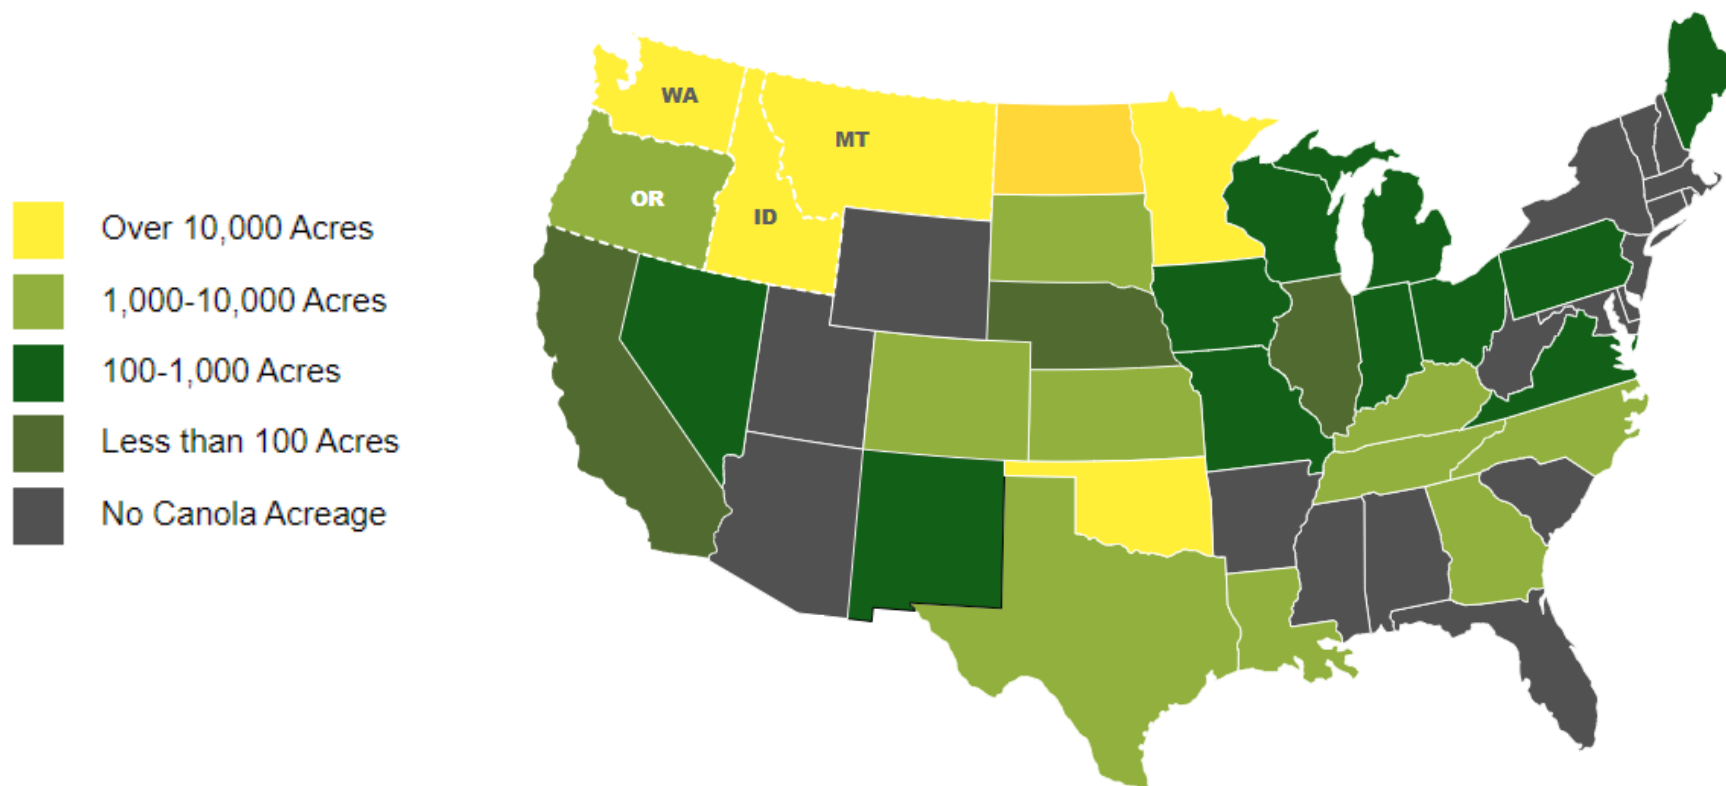 WA
MT
OR
ID
Over 10,000 Acres
1,000-10,000 Acres
100-1,000 Acres
Less than 100 Acres
No Canola Acreage